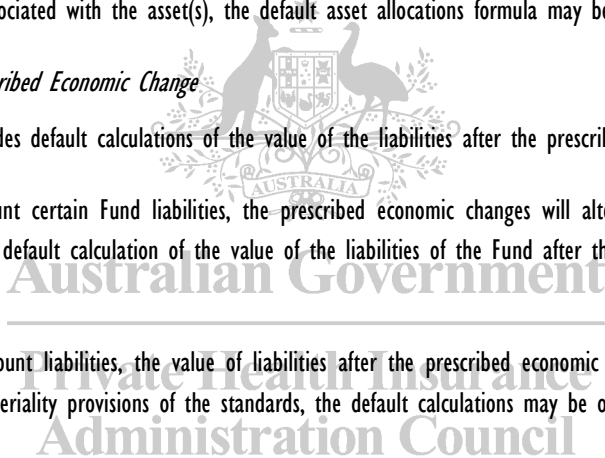 ociated with the asset(s), the default asset allocations formula may be
ribed Economic Change
des default calculations of the value of the liabilities after the prescri
AUSTRALIA
unt certain Fund liabilities, the prescribed economic changes will alt
default calculation of the value of the liabilities of the Fund after th
Australian Government
ount liabilities, the value of liabilities after the prescribed economic
Private Health Insurance
eriality provisions of the standards, the default calculations may be o
Administration Council